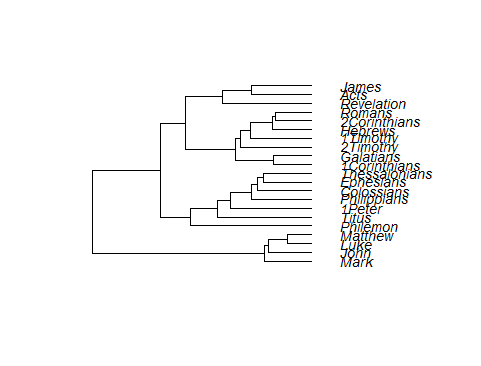 James
Acts
Revelation
Romans
2Corinthians
Hebrews
1Timothy
2Timothy
Galatians
1Corinthians
Thessalonians
Ephesians
Colossians
Philippians
1Peter
Titus
Philemon
Matthew
Luke
John
Mark